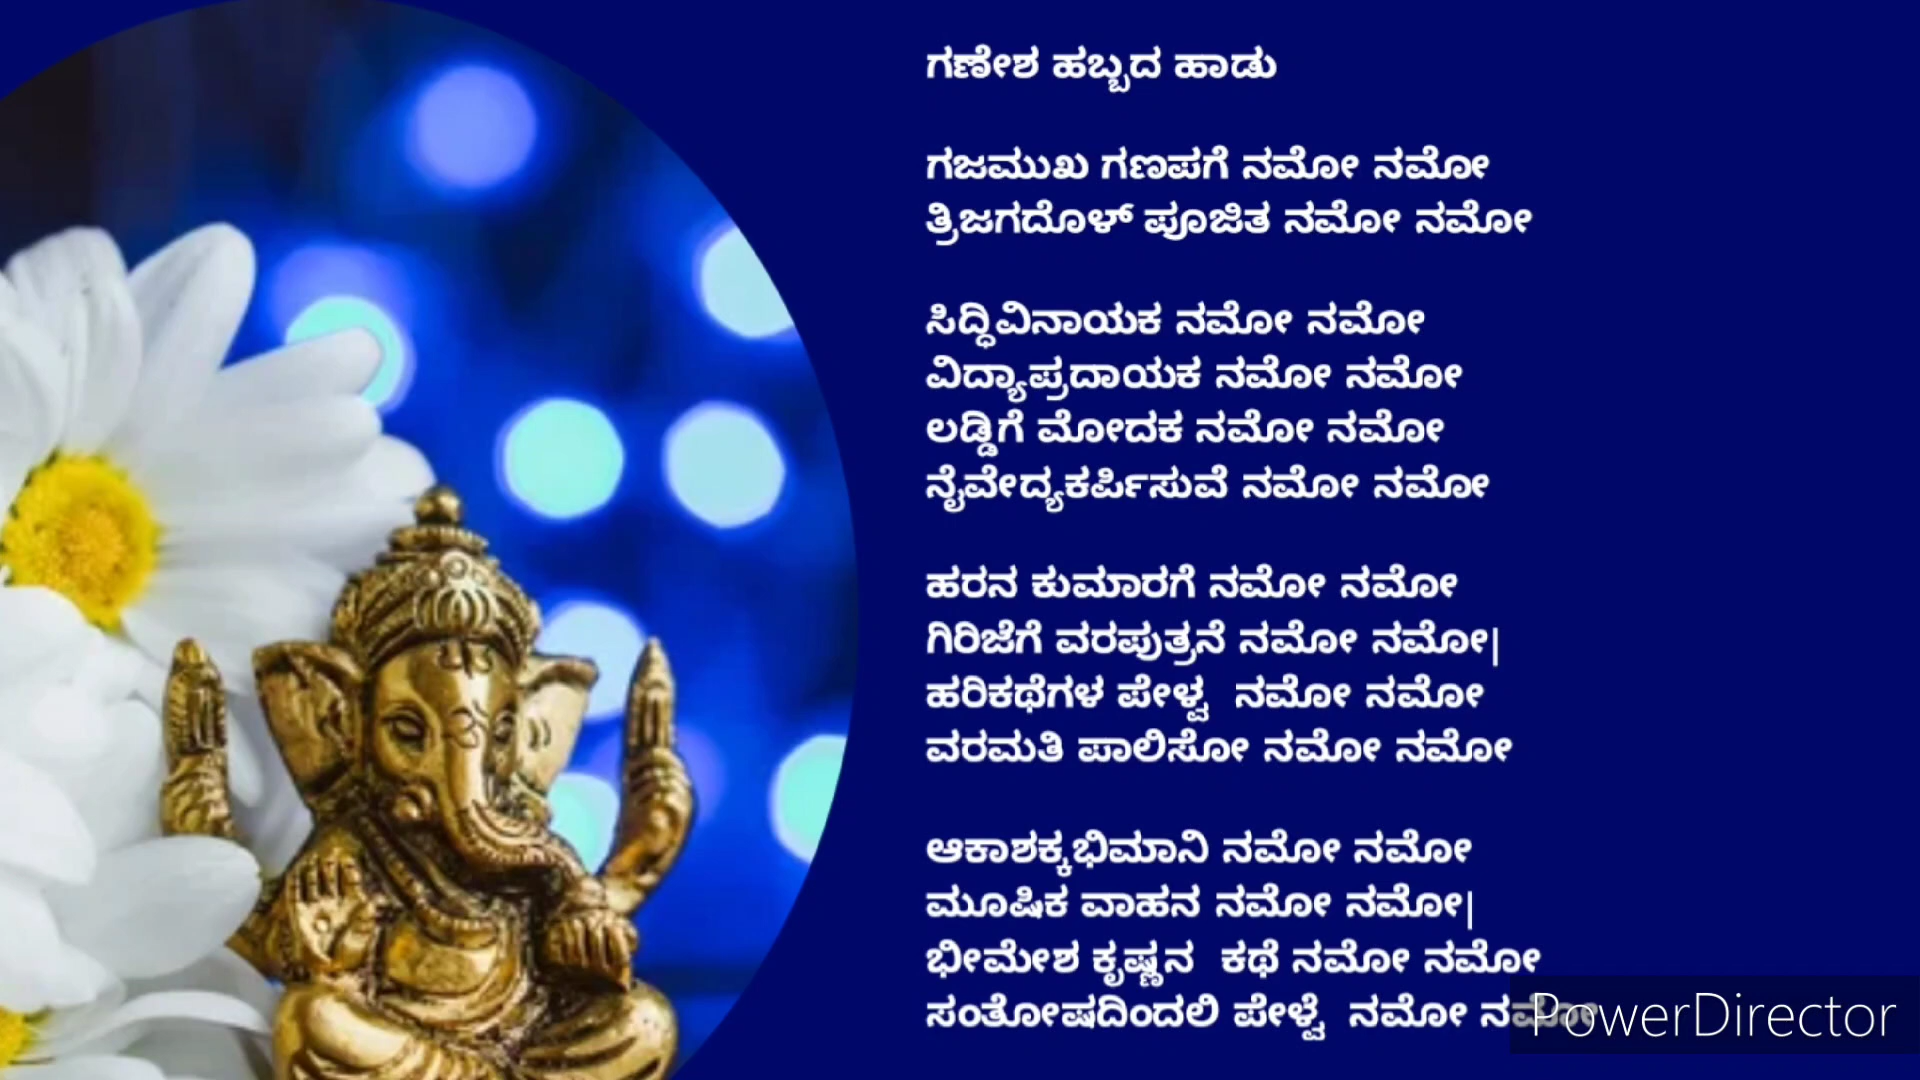 ಗಣೇಶ ಹಬ್ಬದ ಹಾಡು
ಗಜಮುಖ ಗಣಪಗೆ ನಮೋ ನಮೋ
ತ್ರಿಜಗದೊಳ್ ಪೂಜಿತ ನಮೋ ನಮೋ
ಸಿದ್ಧಿವಿನಾಯಕ ನಮೋ ನಮೋ
ವಿದ್ಯಾಪ್ರದಾಯಕ ನಮೋ ನಮೋ
ಲಡ್ಡಿಗೆ ಮೋದಕ ನಮೋ ನಮೋ
ನೈವೇದ್ಯಕರ್ಪಿಸುವೆ ನಮೋ ನಮೋ
ಹರನ ಕುಮಾರಗೆ ನಮೋ ನಮೋ
ಗಿರಿಜೆಗೆ ವರಪುತ್ರನೆ ನಮೋ ನಮೋ|
ಹರಿಕಥೆಗಳ ಪೇಳ್ವ ನಮೋ ನಮೋ
ವರಮತಿ ಪಾಲಿಸೋ ನಮೋ ನಮೋ
ಆಕಾಶಕ್ಕಭಿಮಾನಿ ನಮೋ ನಮೋ
ಮೂಷಿಕ ವಾಹನ ನಮೋ ನಮೋ|
ಭೀಮೇಶ ಕೃಷ್ಣನ ಕಥೆ ನಮೋ ನಮೋ
ಸಂತೋಷದಿಂದಲಿ ಪೇಳ್ವೆ ನಮೋ ನಮೋ
PowerDirector